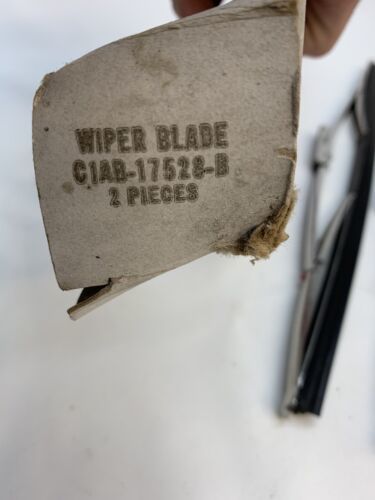 WIPER BLADE
C1AB-17528-B
2 PIECES